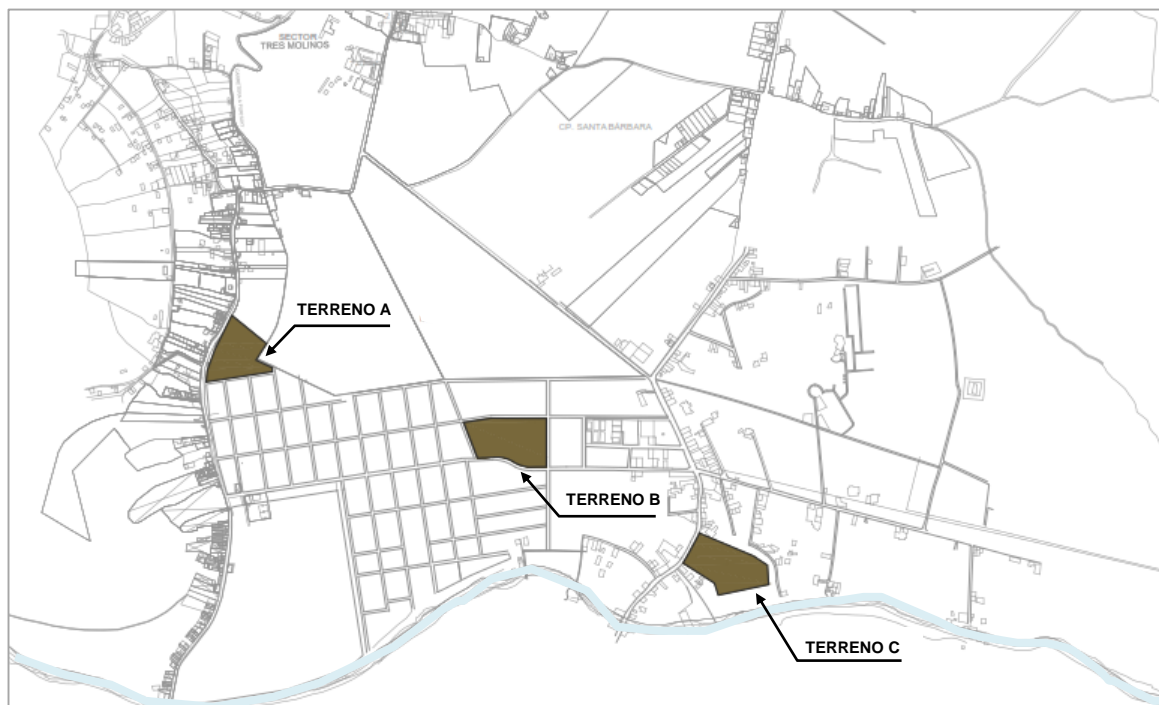 SECTOR
TRES MOLINOS
CP. SANTA BÁRBARA
TERRENO A
TERRENO B
TERRENO C